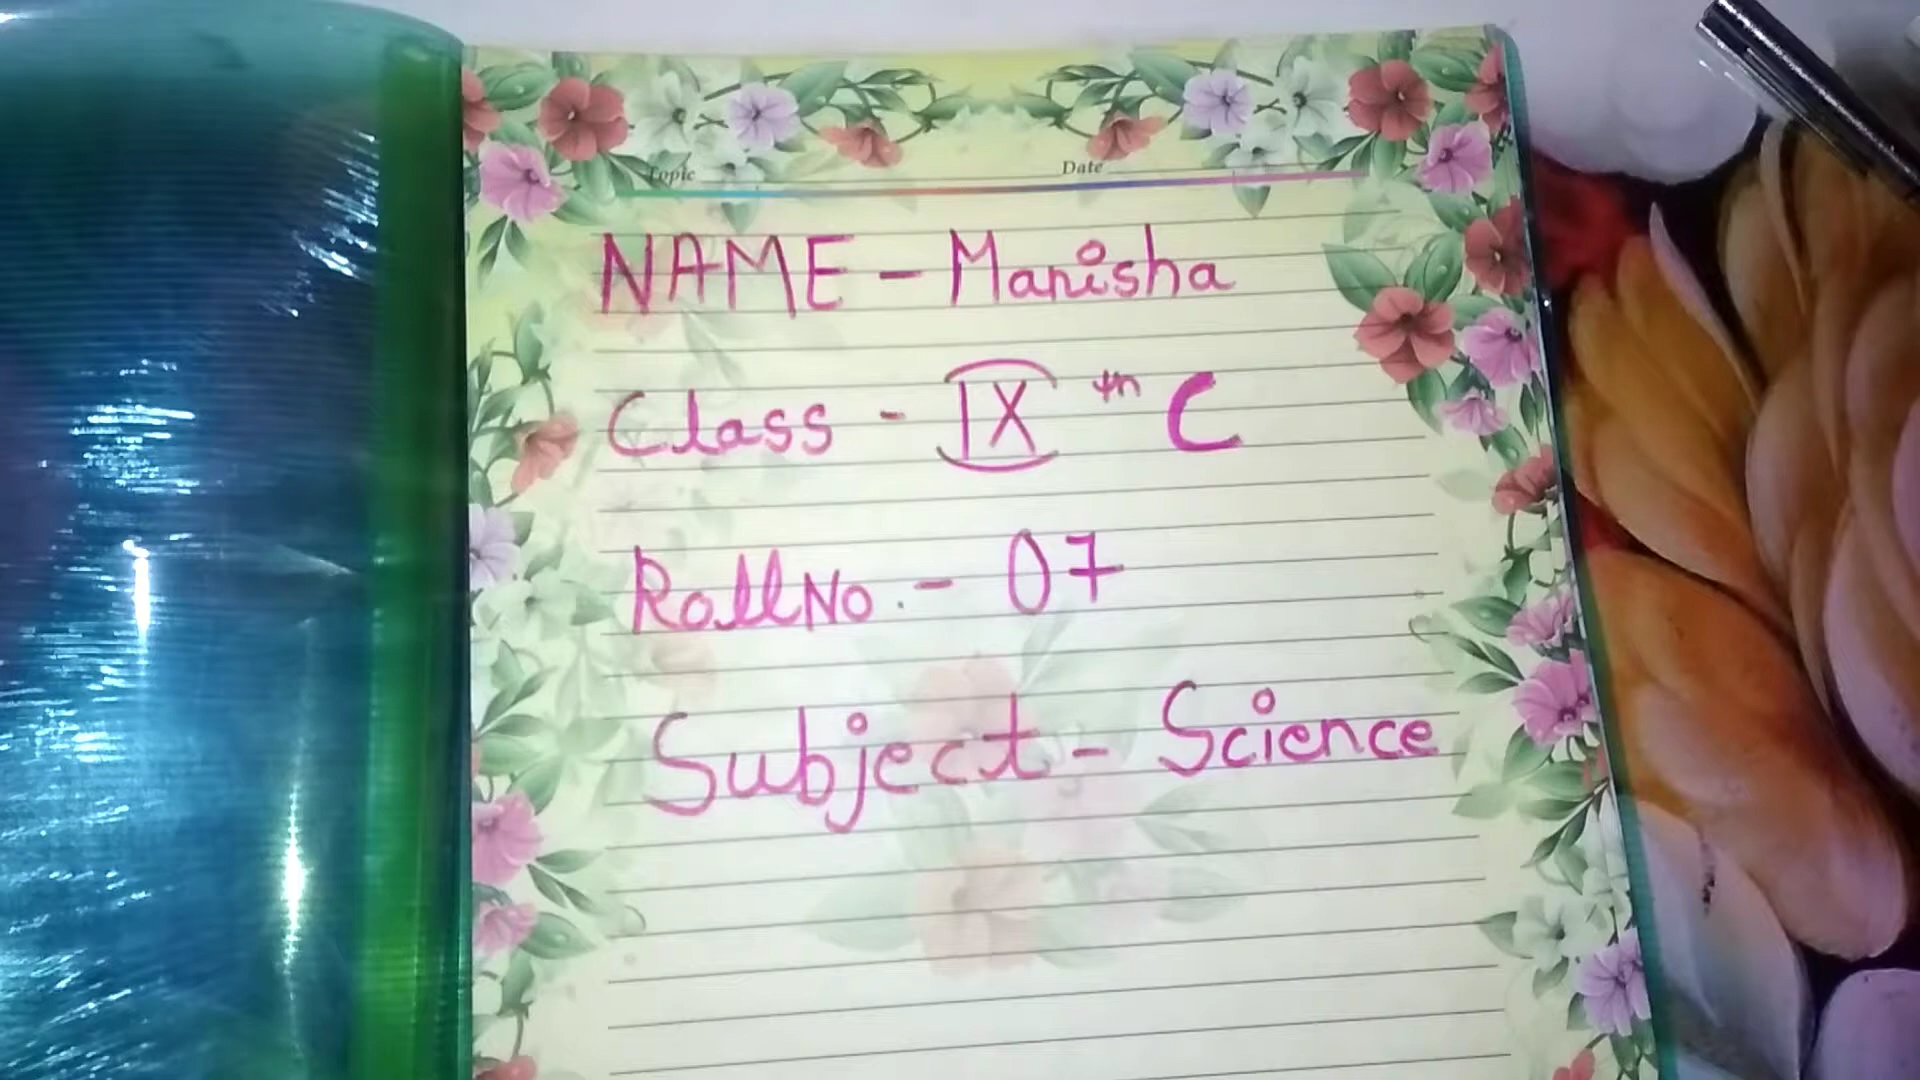 Topic Date
NAME - Manisha
Class - IX th C
Roll No. - 07
Subject - Science